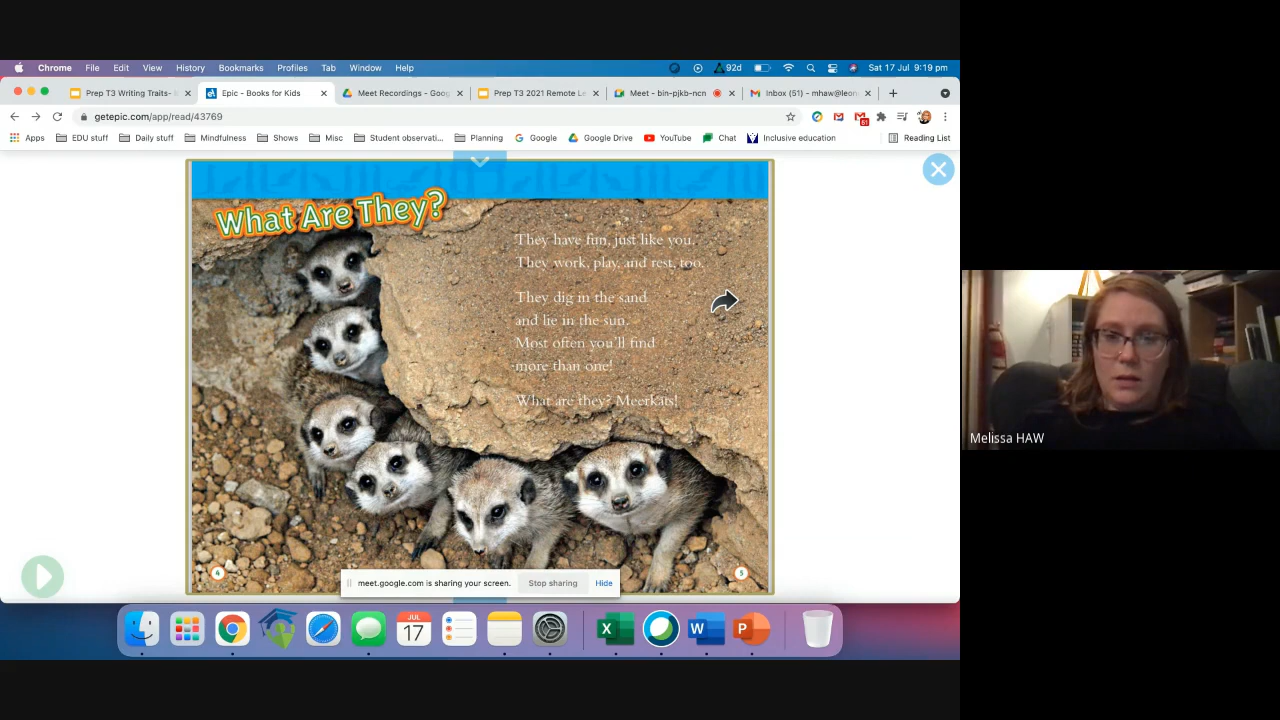 Chrome File Edit View History Bookmarks Profiles Tab Window Help 92d Sat 17 Jul 9:19 pm
Prep T3 Writing Traits- Epic - Books for Kids Meet Recordings - Goog Prep T3 2021 Remote Le Meet - bin-pjkb-ncn Inbox (51) - mhaw@leon
getepic.com/app/read/43769
Apps EDU stuff Daily stuff Mindfulness Shows Misc Student observati... Planning Google Google Drive YouTube Chat Inclusive education Reading List
What Are They?
They have fun, just like you.
They work, play, and rest, too.
They dig in the sand
and lie in the sun.
Most often you'll find
more than one!
What are they? Meerkats!
4
5
meet.google.com is sharing your screen. Stop sharing Hide
JUL
17
X
W
P
Melissa HAW